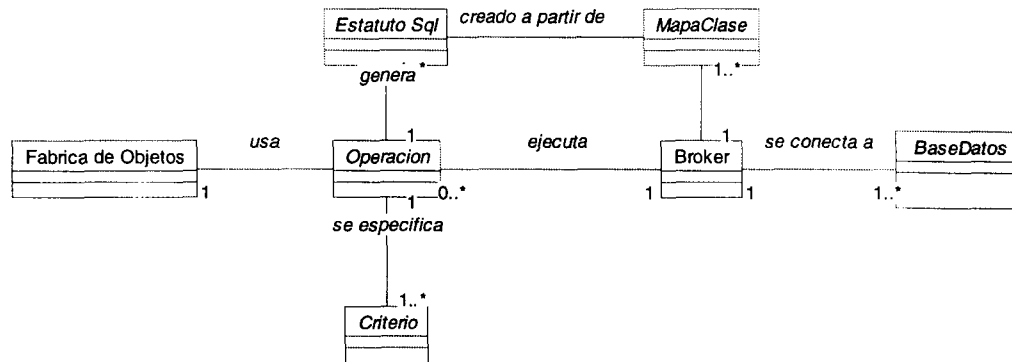 Estatuto Sql creado a partir de MapaClase
genera * 1..*
1 1
Fabrica de Objetos usa Operacion ejecuta Broker se conecta a BaseDatos
1 0..* 1 1 1..*
1
se especifica
1..*
Criterio